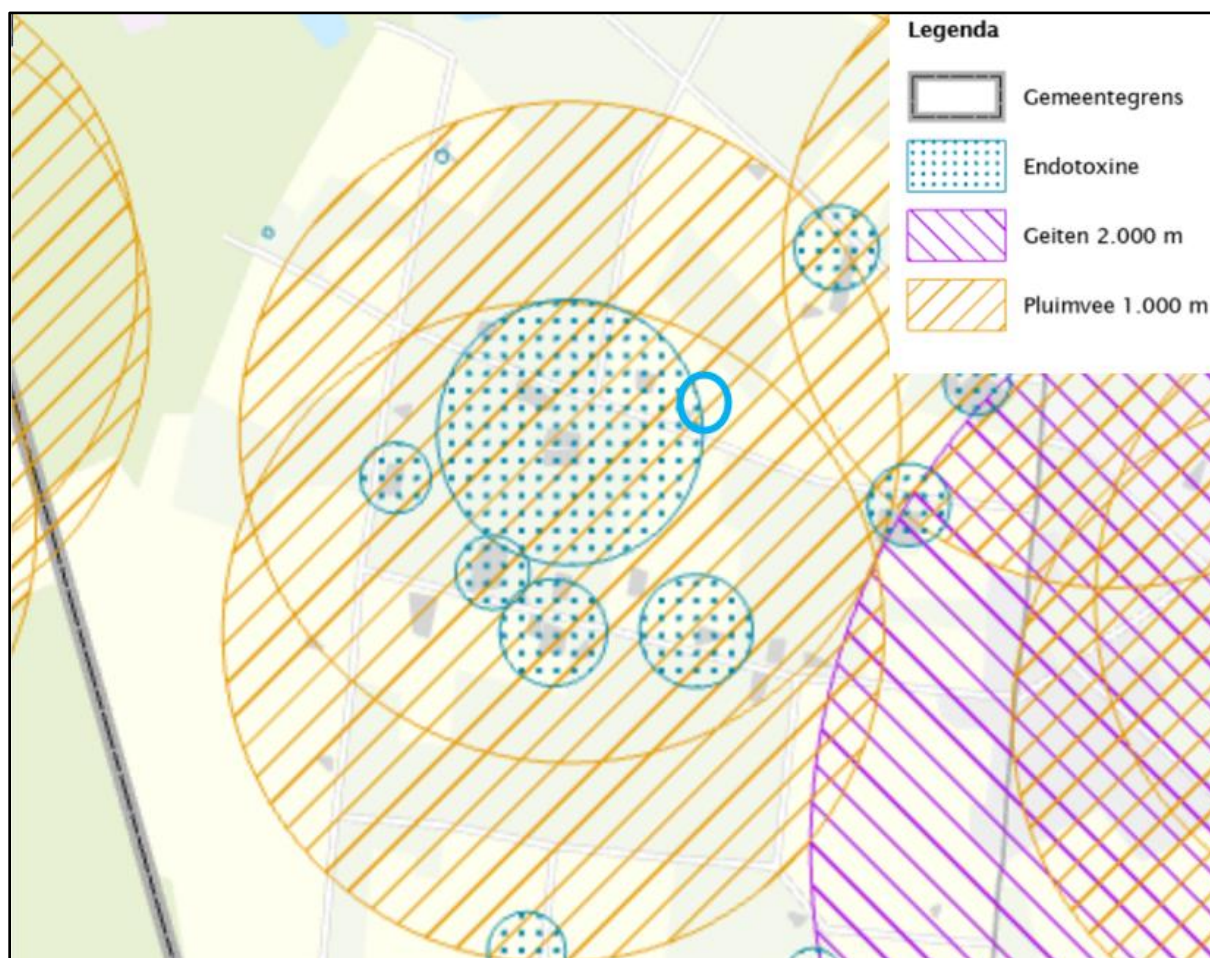 Legenda
Gemeentegrens
Endotoxine
Geiten 2.000 m
Pluimvee 1.000 m